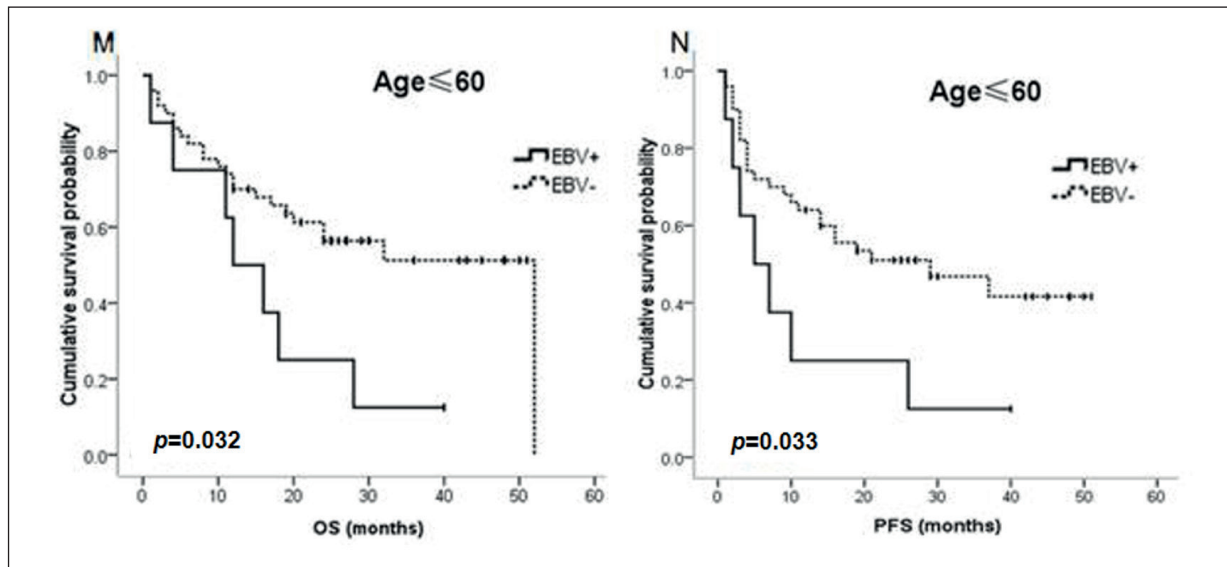 M
Age≤60
EBV+
EBV-
Cumulative survival probability
1.0
0.8
0.6
0.4
0.2
0.0
p=0.032
0 10 20 30 40 50 60
OS (months)
N
Age≤60
EBV+
EBV-
Cumulative survival probability
1.0
0.8
0.6
0.4
0.2
0.0
p=0.033
0 10 20 30 40 50 60
PFS (months)